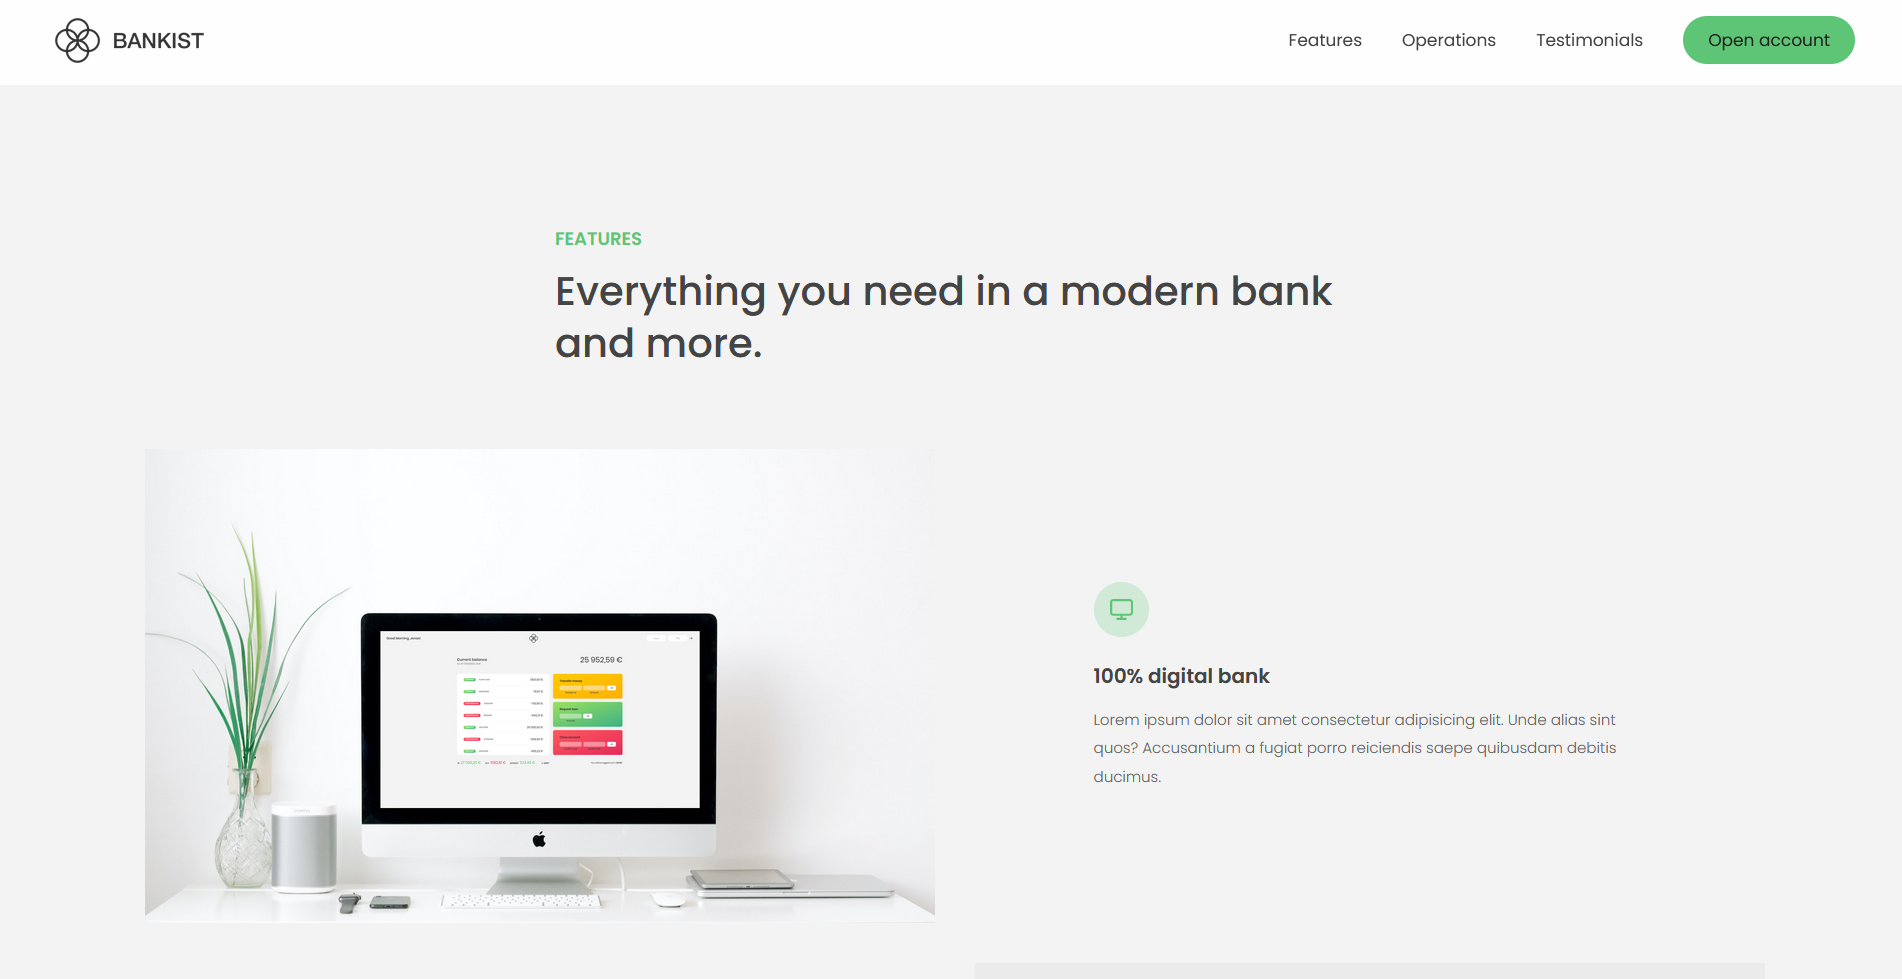 BANKIST
Features
Operations
Testimonials
Open account
FEATURES
Everything you need in a modern bank
and more.
Current balance
25 952,59 €
100% digital bank
Lorem ipsum dolor sit amet consectetur adipisicing elit. Unde alias sint
quos? Accusantium a fugiat porro reiciendis saepe quibusdam debitis
ducimus.